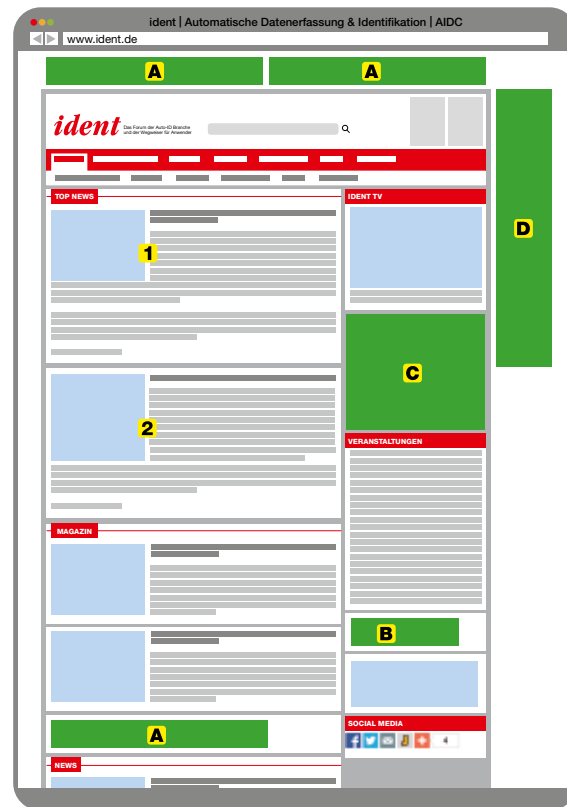 ident | Automatische Datenerfassung & Identifikation | AIDC
www.ident.de
A
A
ident
Das Forum der Auto-ID Branche
und der Wegweiser für Anwender
TOP NEWS
IDENT TV
D
1
C
2
VERANSTALTUNGEN
MAGAZIN
B
SOCIAL MEDIA
A
4
NEWS